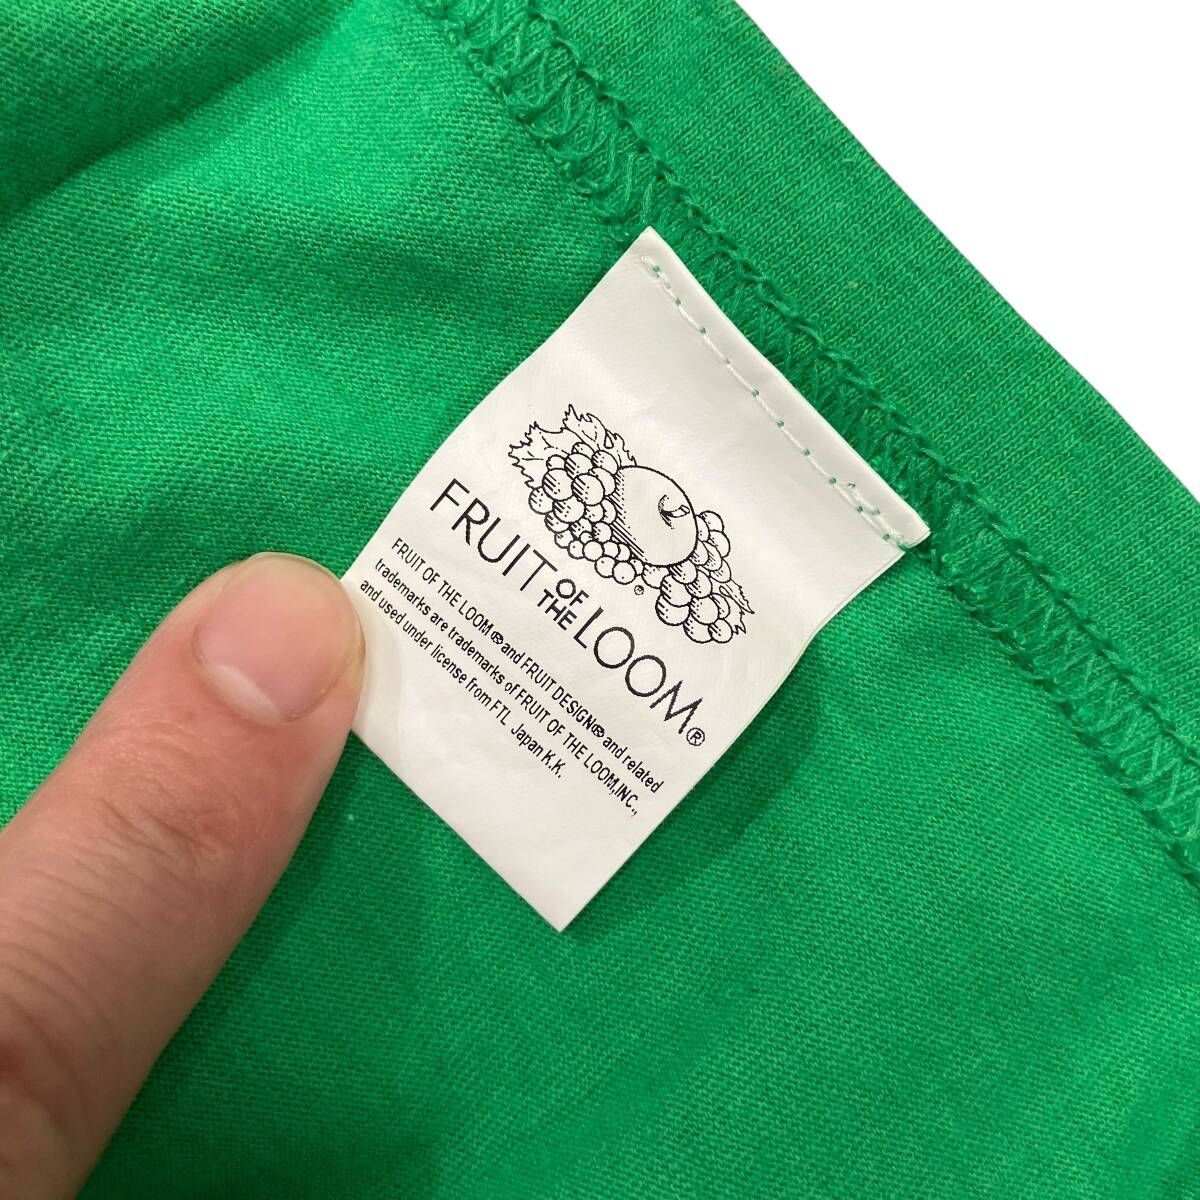 ®
FRUIT OF THE LOOM®
FRUIT OF THE LOOM® and FRUIT DESIGN® and related
trademarks are trademarks of FRUIT OF THE LOOM,INC.,
and used under license from FTL Japan K.K.